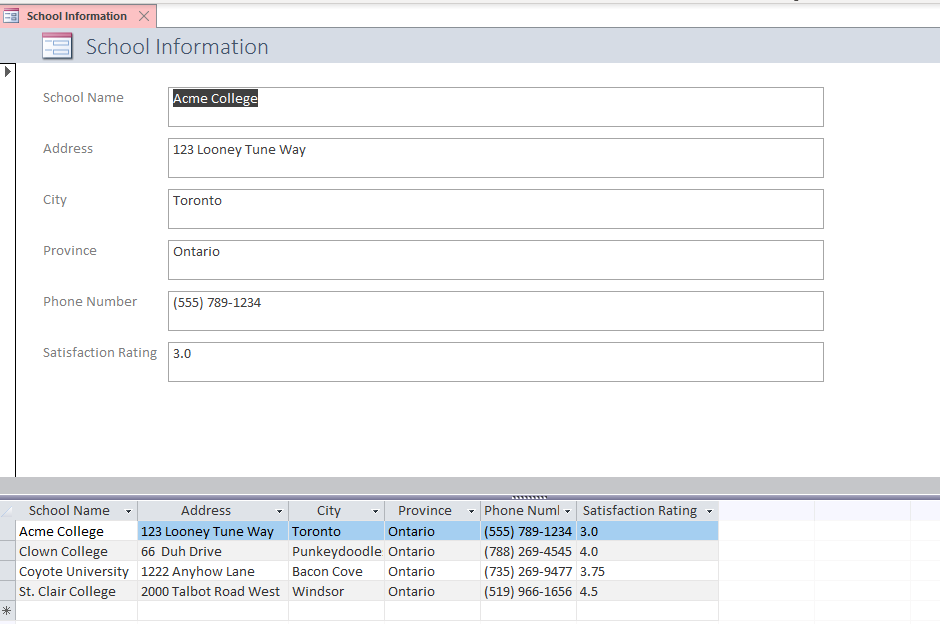 School Information
School Information
School Name Acme College
Address 123 Looney Tune Way
City Toronto
Province Ontario
Phone Number (555) 789-1234
Satisfaction Rating 3.0
School Name Address City Province Phone Numl Satisfaction Rating
Acme College 123 Looney Tune Way Toronto Ontario (555) 789-1234 3.0
Clown College 66 Duh Drive Punkeydoodle Ontario (788) 269-4545 4.0
Coyote University 1222 Anyhow Lane Bacon Cove Ontario (735) 269-9477 3.75
St. Clair College 2000 Talbot Road West Windsor Ontario (519) 966-1656 4.5